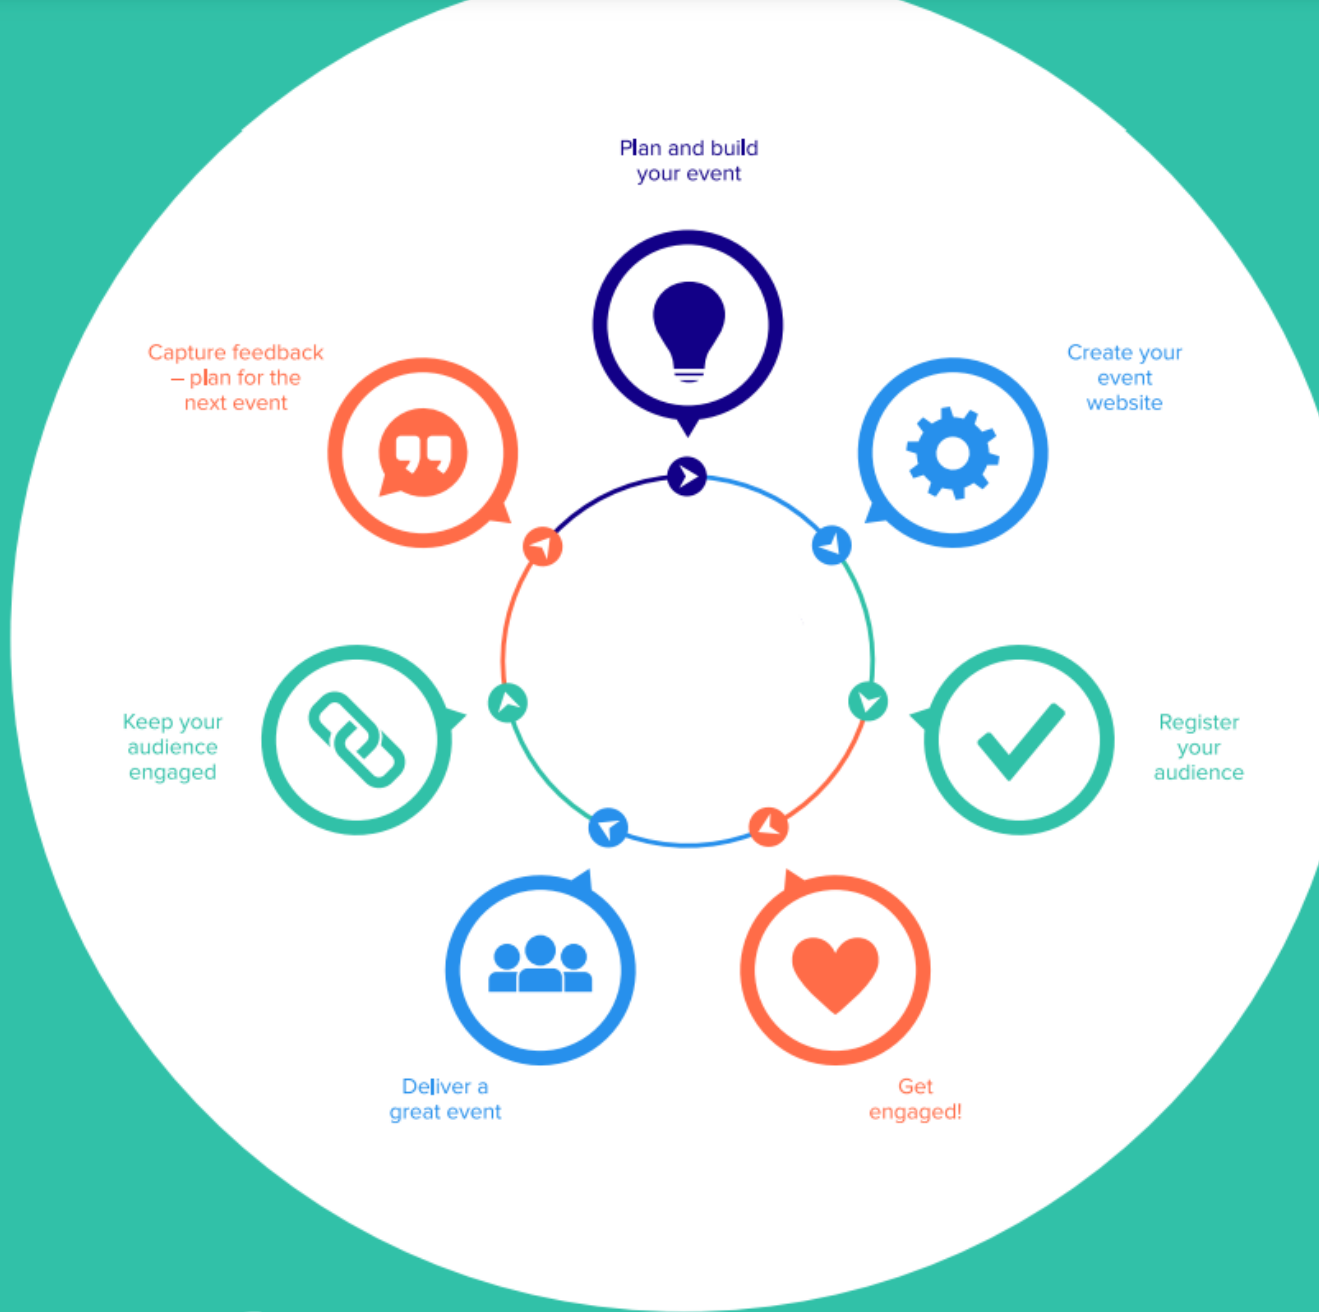 Plan and build
your event
Create your
event
website
Register
your
audience
Get
engaged!
Deliver a
great event
Keep your
audience
engaged
Capture feedback
– plan for the
next event